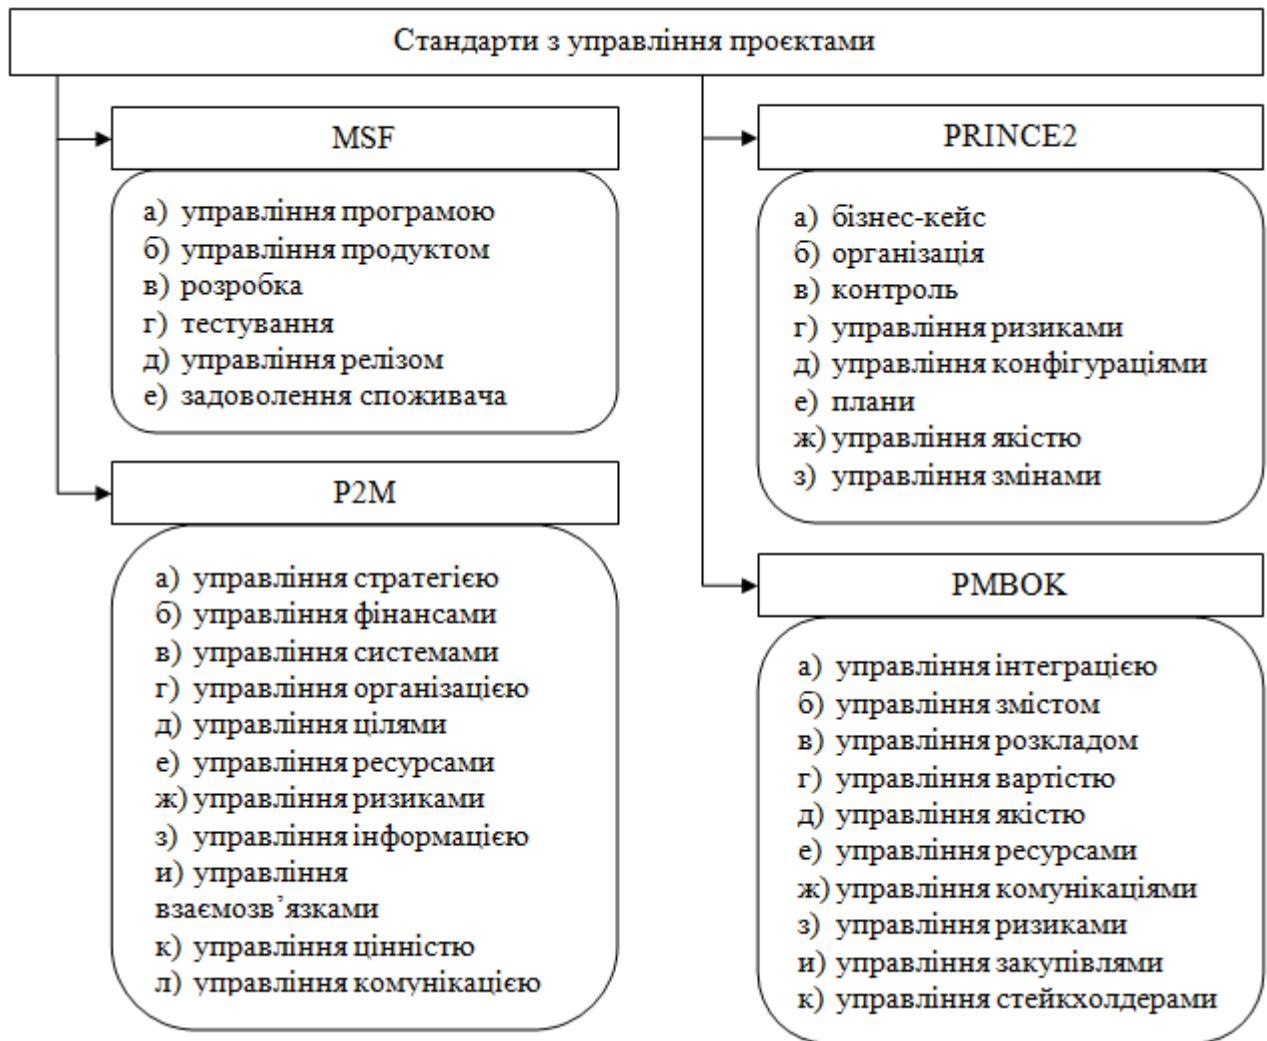 Стандарти з управління проєктами
MSF
а) управління програмою
б) управління продуктом
в) розробка
г) тестування
д) управління релізом
е) задоволення споживача
P2M
а) управління стратегією
б) управління фінансами
в) управління системами
г) управління організацією
д) управління цілями
е) управління ресурсами
ж) управління ризиками
з) управління інформацією
и) управління
взаємозв’язками
к) управління цінністю
л) управління комунікацією
PRINCE2
а) бізнес-кейс
б) організація
в) контроль
г) управління ризиками
д) управління конфігураціями
е) плани
ж) управління якістю
з) управління змінами
PMBOK
а) управління інтеграцією
б) управління змістом
в) управління розкладом
г) управління вартістю
д) управління якістю
е) управління ресурсами
ж) управління комунікаціями
з) управління ризиками
и) управління закупівлями
к) управління стейкхолдерами